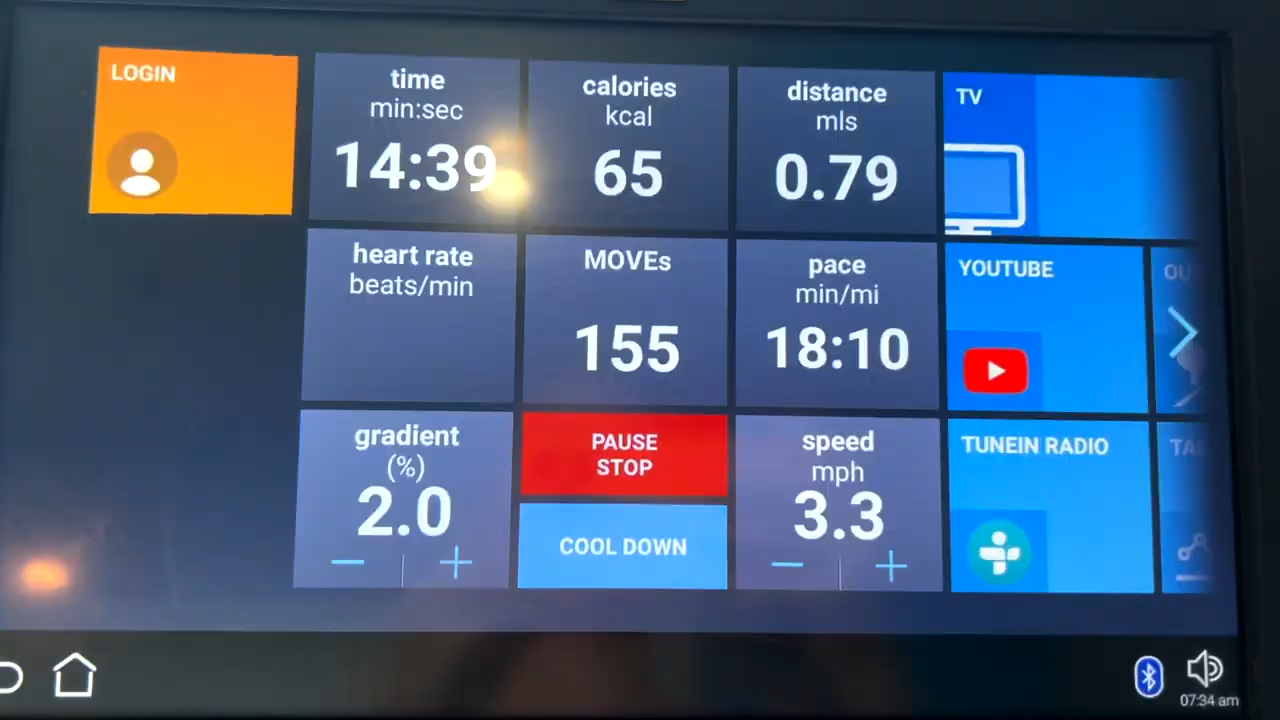 LOGIN
time
min:sec
14:39
calories
kcal
65
distance
mls
0.79
TV
heart rate
beats/min
MOVEs
155
pace
min/mi
18:10
YOUTUBE
OU
gradient
(%)
2.0
− +
PAUSE
STOP
COOL DOWN
speed
mph
3.3
− +
TUNEIN RADIO
TA
07:34 am